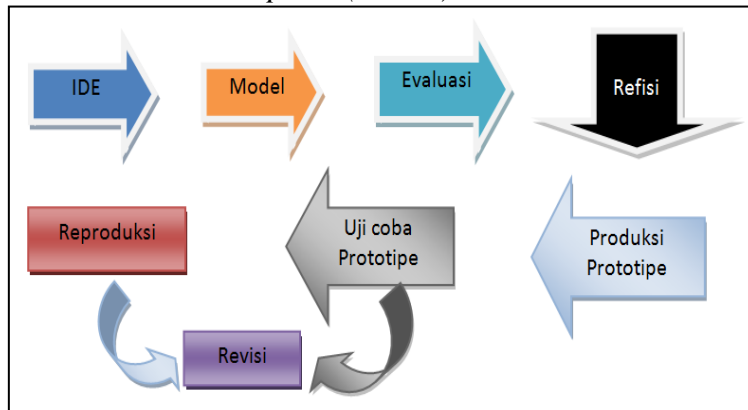 IDE
Model
Evaluasi
Refisi
Reproduksi
Uji coba
Prototipe
Produksi
Prototipe
Revisi